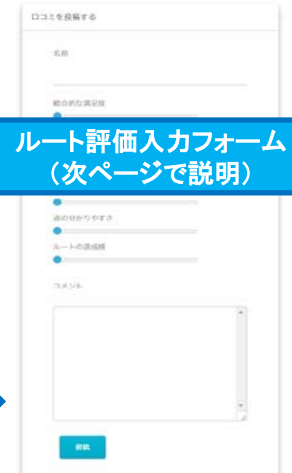 口コミを投稿する
名前
総合的な満足度
ルート評価入力フォーム
(次ページで説明)
道の分かりやすさ
ルートの達成感
コメント
投稿